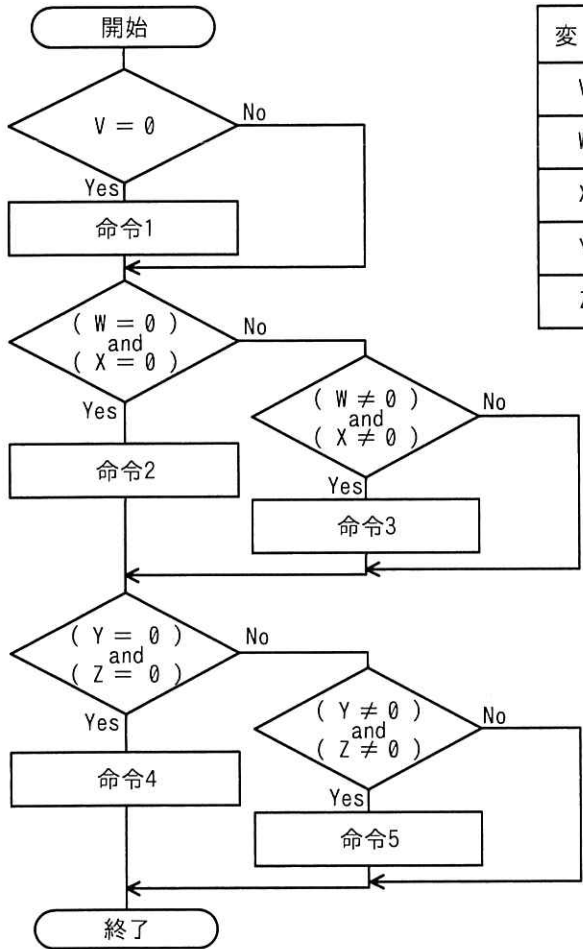 開始
V = 0
No
Yes
命令1
( W = 0 )
and
( X = 0 )
No
Yes
命令2
( W ≠ 0 )
and
( X ≠ 0 )
No
Yes
命令3
( Y = 0 )
and
( Z = 0 )
No
Yes
命令4
( Y ≠ 0 )
and
( Z ≠ 0 )
No
Yes
命令5
終了
変